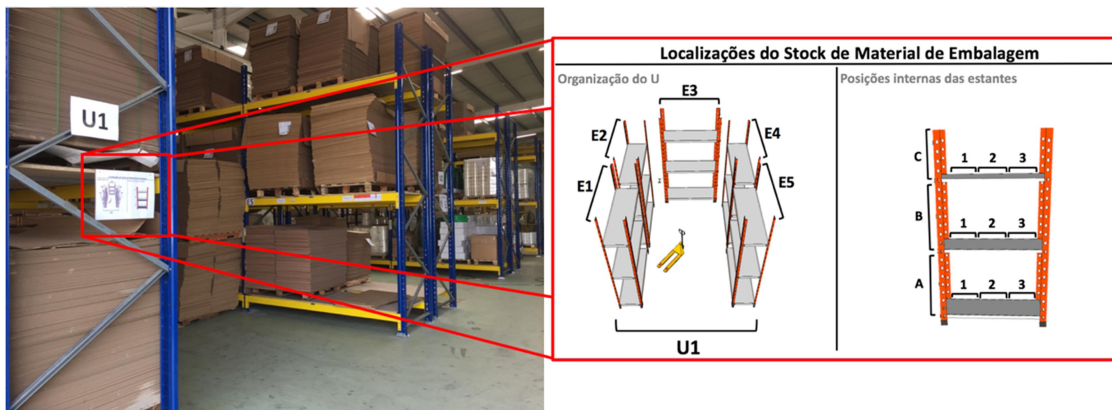 U1
Localizações do Stock de Material de Embalagem
Organização do U
E3
E2
E4
E1
E5
U1
Posições internas das estantes
C
1 2 3
B
1 2 3
A
1 2 3